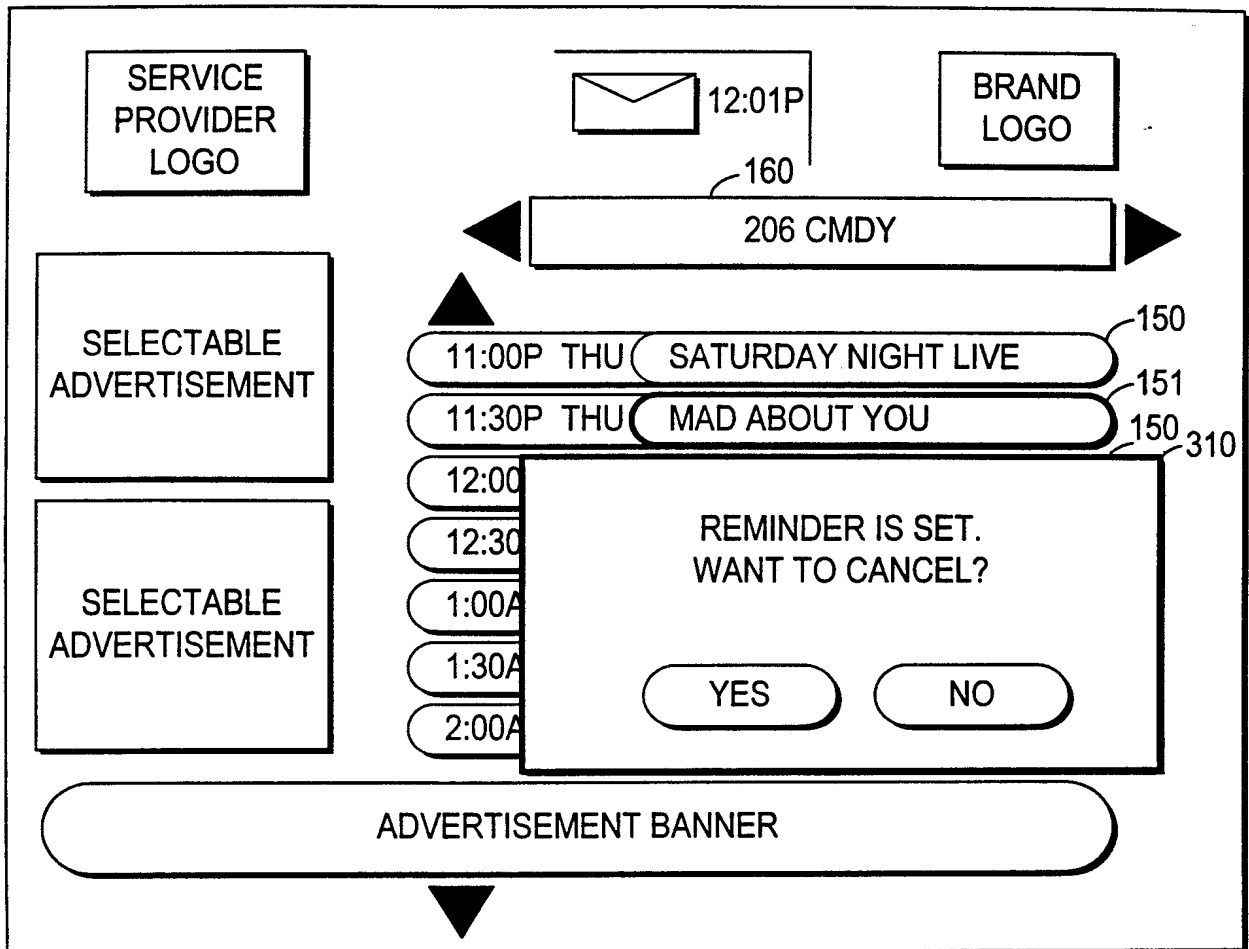 SERVICE
PROVIDER
LOGO
12:01P
BRAND
LOGO
160
206 CMDY
SELECTABLE
ADVERTISEMENT
150
11:00P THU SATURDAY NIGHT LIVE
151
11:30P THU MAD ABOUT YOU
150
310
12:00
12:30
1:00A
1:30A
2:00A
REMINDER IS SET.
WANT TO CANCEL?
YES NO
SELECTABLE
ADVERTISEMENT
ADVERTISEMENT BANNER